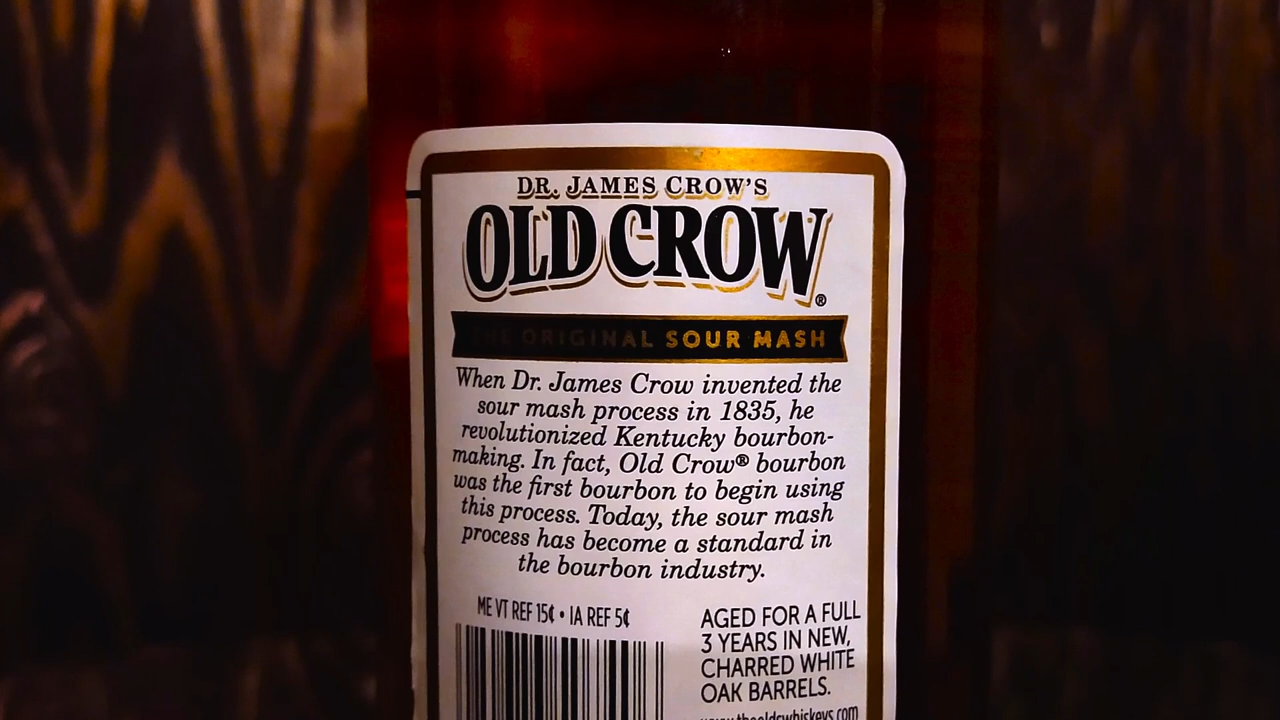 DR. JAMES CROW'S
OLD CROW®
THE ORIGINAL SOUR MASH
When Dr. James Crow invented the
sour mash process in 1835, he
revolutionized Kentucky bourbon-
making. In fact, Old Crow® bourbon
was the first bourbon to begin using
this process. Today, the sour mash
process has become a standard in
the bourbon industry.
ME VT REF 15¢ • IA REF 5¢
AGED FOR A FULL
3 YEARS IN NEW,
CHARRED WHITE
OAK BARRELS.